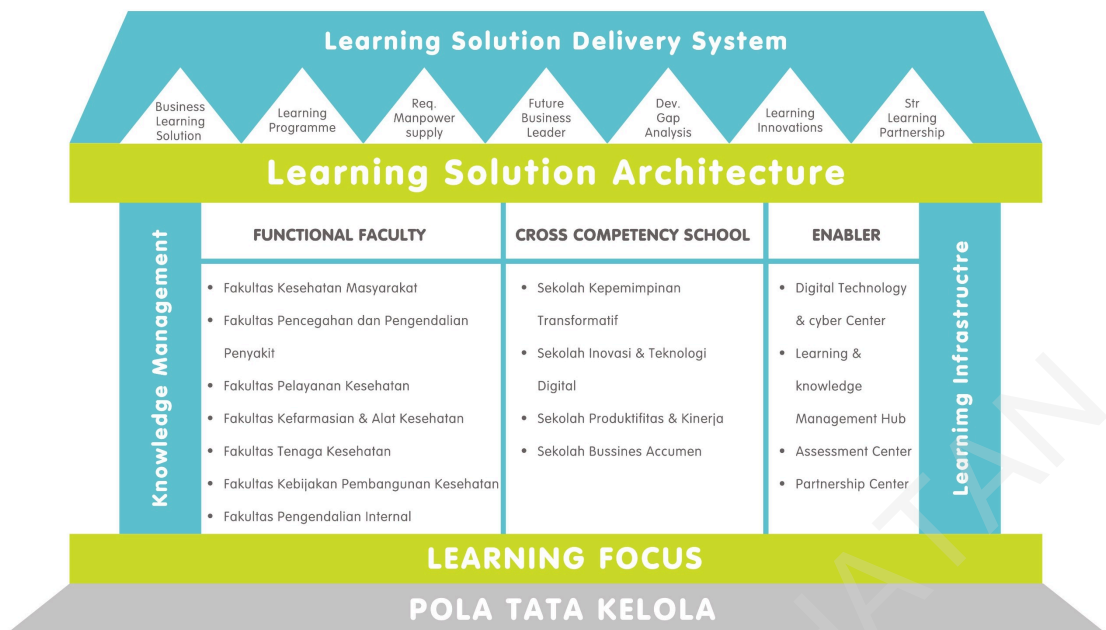 Learning Solution Delivery System
Business
Learning
Solution
Learning
Programme
Req.
Manpower
supply
Future
Business
Leader
Dev.
Gap
Analysis
Learning
Innovations
Str
Learning
Partnership
Learning Solution Architecture
Knowledge Management
FUNCTIONAL FACULTY
• Fakultas Kesehatan Masyarakat
• Fakultas Pencegahan dan Pengendalian
Penyakit
• Fakultas Pelayanan Kesehatan
• Fakultas Kefarmasian & Alat Kesehatan
• Fakultas Tenaga Kesehatan
• Fakultas Kebijakan Pembangunan Kesehatan
• Fakultas Pengendalian Internal
CROSS COMPETENCY SCHOOL
• Sekolah Kepemimpinan
Transformatif
• Sekolah Inovasi & Teknologi
Digital
• Sekolah Produktifitas & Kinerja
• Sekolah Bussines Accumen
ENABLER
• Digital Technology
& cyber Center
• Learning &
knowledge
Management Hub
• Assessment Center
• Partnership Center
Learnimg Infrastructre
LEARNING FOCUS
POLA TATA KELOLA